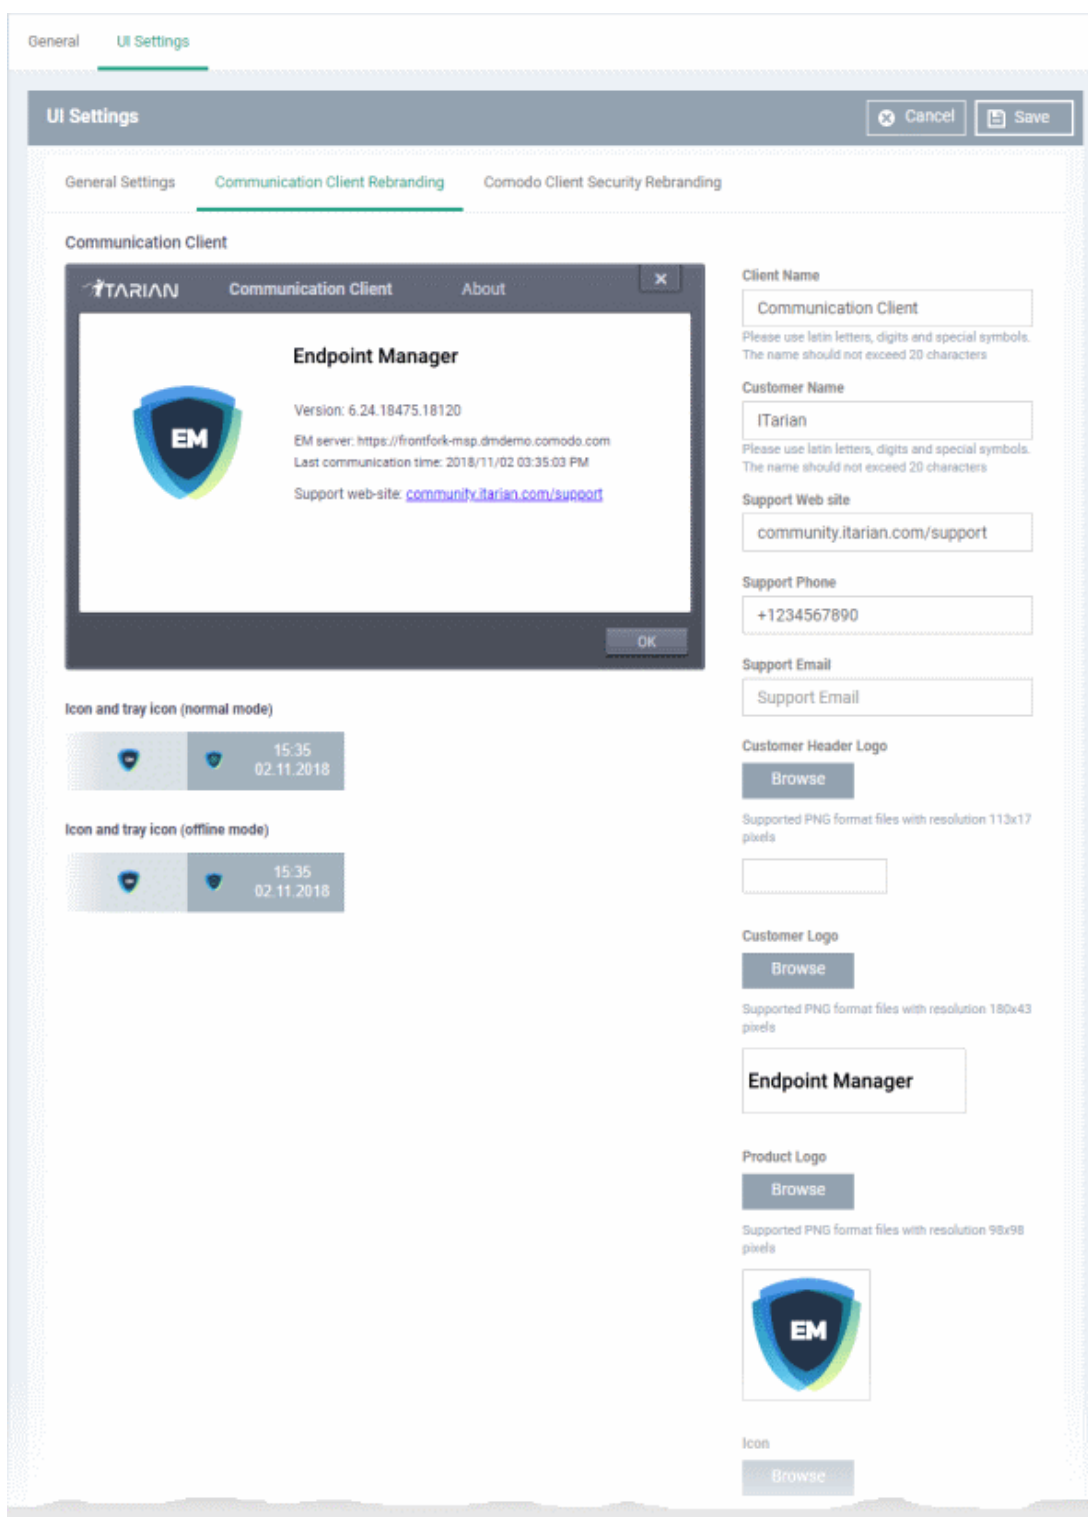 General
UI Settings
UI Settings
Cancel
Save
General Settings
Communication Client Rebranding
Comodo Client Security Rebranding
Communication Client
ITARIAN
Communication Client
About
Endpoint Manager
EM
Version: 6.24.18475.18120
EM server: https://frontfork-msp.dmdemo.comodo.com
Last communication time: 2018/11/02 03:35:03 PM
Support web-site: community.itarian.com/support
OK
Icon and tray icon (normal mode)
15:35
02.11.2018
Icon and tray icon (offline mode)
15:35
02.11.2018
Client Name
Communication Client
Please use latin letters, digits and special symbols.
The name should not exceed 20 characters
Customer Name
ITarian
Please use latin letters, digits and special symbols.
The name should not exceed 20 characters
Support Web site
community.itarian.com/support
Support Phone
+1234567890
Support Email
Support Email
Customer Header Logo
Browse
Supported PNG format files with resolution 113x17
pixels
Customer Logo
Browse
Supported PNG format files with resolution 180x43
pixels
Endpoint Manager
Product Logo
Browse
Supported PNG format files with resolution 98x98
pixels
EM
Icon
Browse